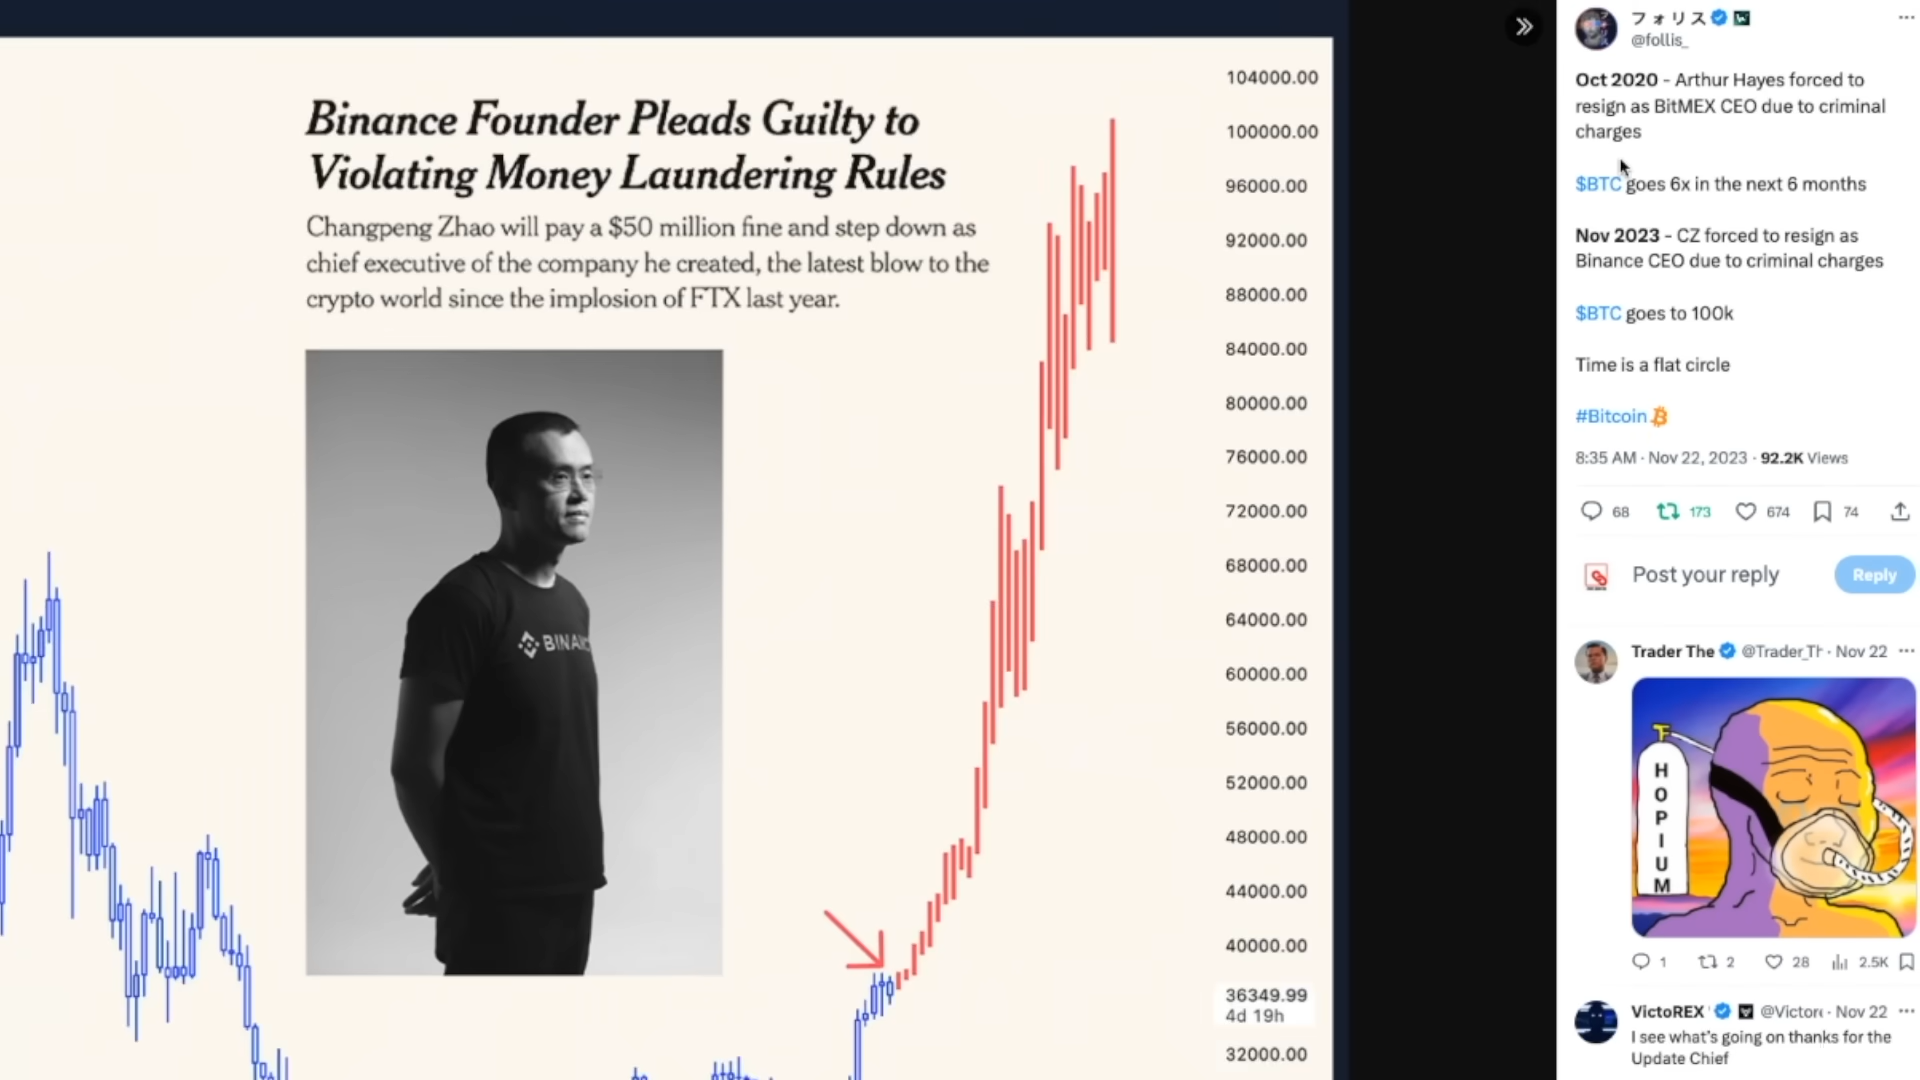 Binance Founder Pleads Guilty to
Violating Money Laundering Rules
Changpeng Zhao will pay a $50 million fine and step down as
chief executive of the company he created, the latest blow to the
crypto world since the implosion of FTX last year.
BINAN
104000.00
100000.00
96000.00
92000.00
88000.00
84000.00
80000.00
76000.00
72000.00
68000.00
64000.00
60000.00
56000.00
52000.00
48000.00
44000.00
40000.00
36349.99
4d 19h
32000.00
フォリス
@follis_
Oct 2020 - Arthur Hayes forced to
resign as BitMEX CEO due to criminal
charges
$BTC goes 6x in the next 6 months
Nov 2023 - CZ forced to resign as
Binance CEO due to criminal charges
$BTC goes to 100k
Time is a flat circle
#Bitcoin
8:35 AM · Nov 22, 2023 · 92.2K Views
68 173 674 74
Post your reply Reply
Trader The @Trader_Th · Nov 22
HOPIUM
1 2 28 2.5K
VictoREX @Victor · Nov 22
I see what's going on thanks for the
Update Chief